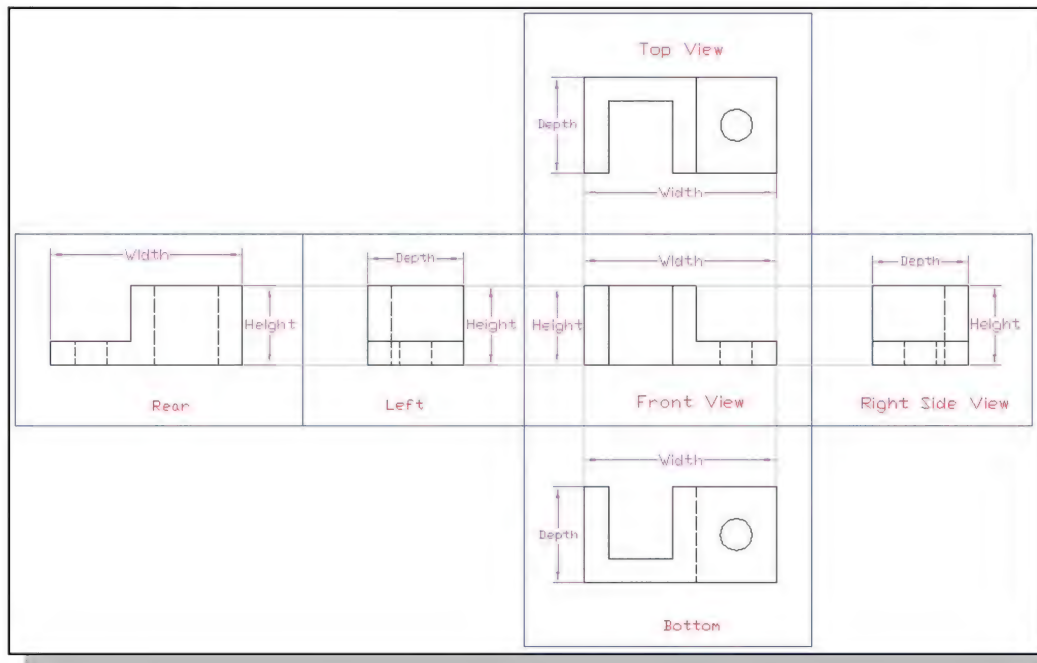 Top View
Depth
Width
Width
Depth
Width
Depth
Height
Height
Height
Height
Rear
Left
Front View
Right Side View
Width
Depth
Bottom